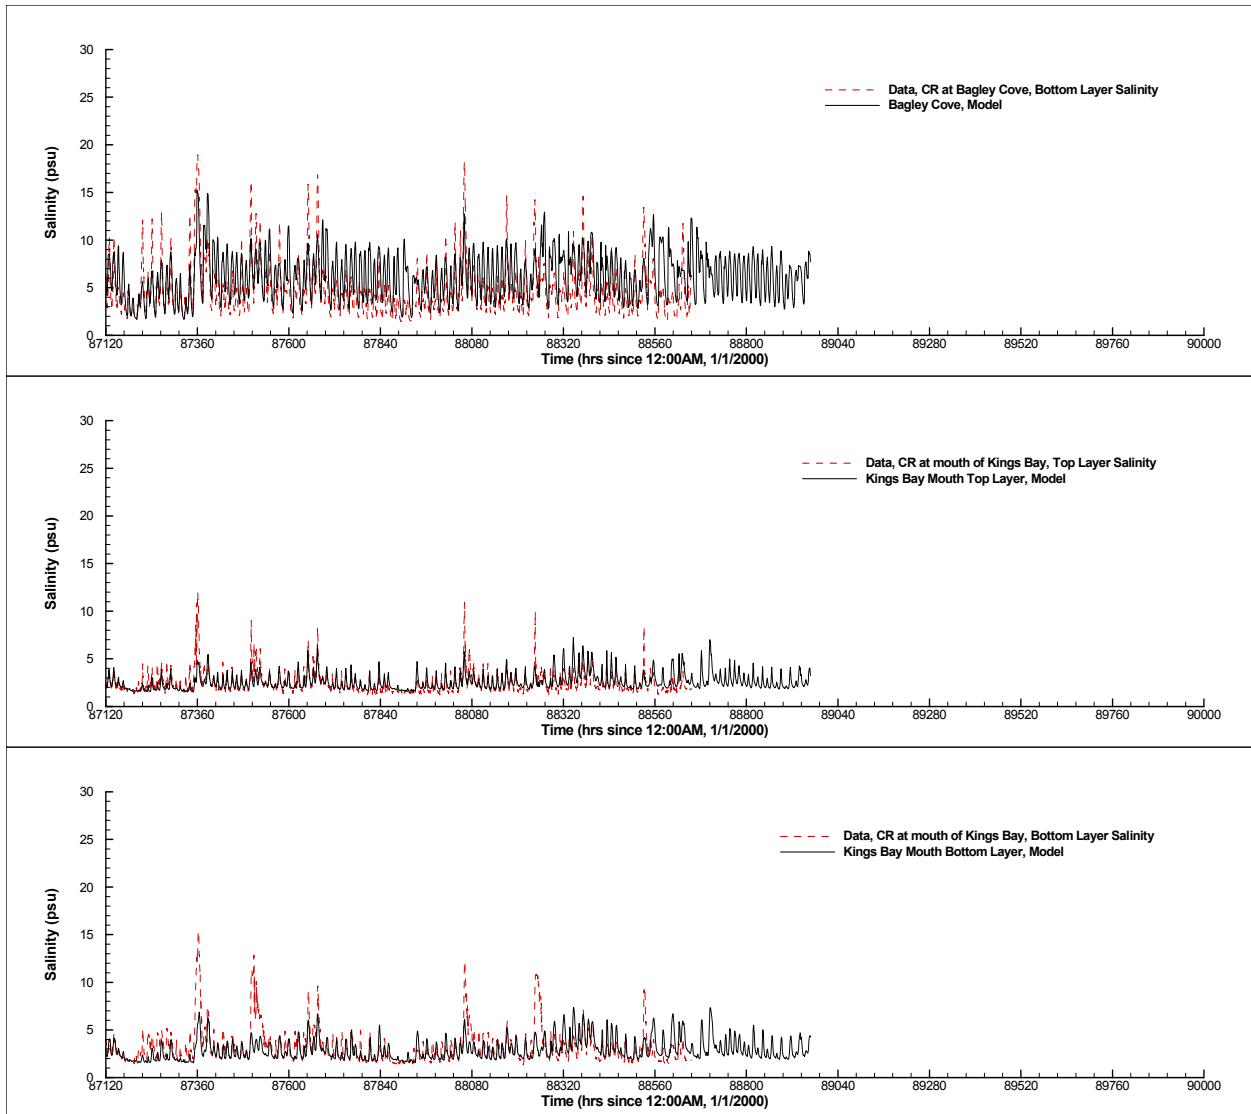 30
25
20
15
10
5
0
Salinity (psu)
Data, CR at Bagley Cove, Bottom Layer Salinity
Bagley Cove, Model
87120 87360 87600 87840 88080 88320 88560 88800 89040 89280 89520 89760 90000
Time (hrs since 12:00AM, 1/1/2000)
30
25
20
15
10
5
0
Salinity (psu)
Data, CR at mouth of Kings Bay, Top Layer Salinity
Kings Bay Mouth Top Layer, Model
87120 87360 87600 87840 88080 88320 88560 88800 89040 89280 89520 89760 90000
Time (hrs since 12:00AM, 1/1/2000)
30
25
20
15
10
5
0
Salinity (psu)
Data, CR at mouth of Kings Bay, Bottom Layer Salinity
Kings Bay Mouth Bottom Layer, Model
87120 87360 87600 87840 88080 88320 88560 88800 89040 89280 89520 89760 90000
Time (hrs since 12:00AM, 1/1/2000)